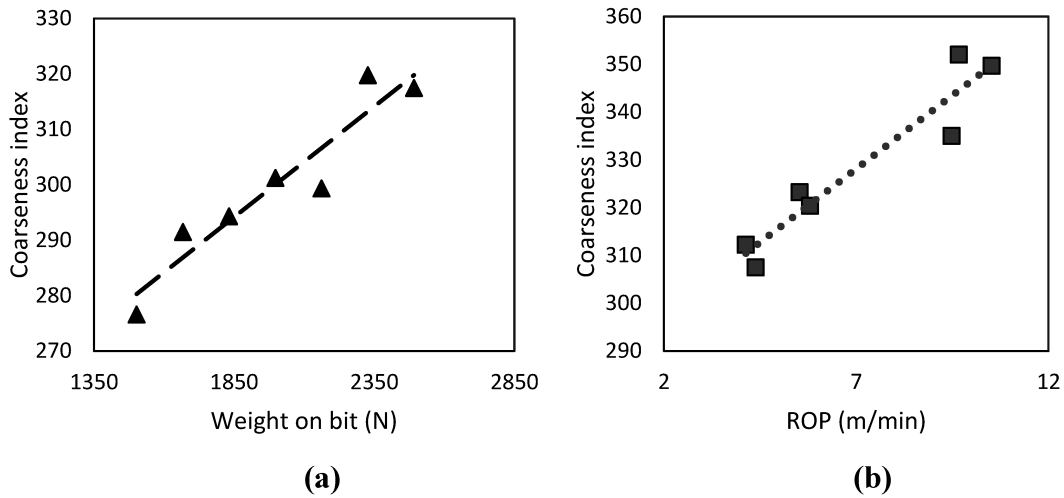 330
320
310
300
290
280
270
Coarseness index
1350 1850 2350 2850
Weight on bit (N)
(a)
360
350
340
330
320
310
300
290
Coarseness index
2 7 12
ROP (m/min)
(b)